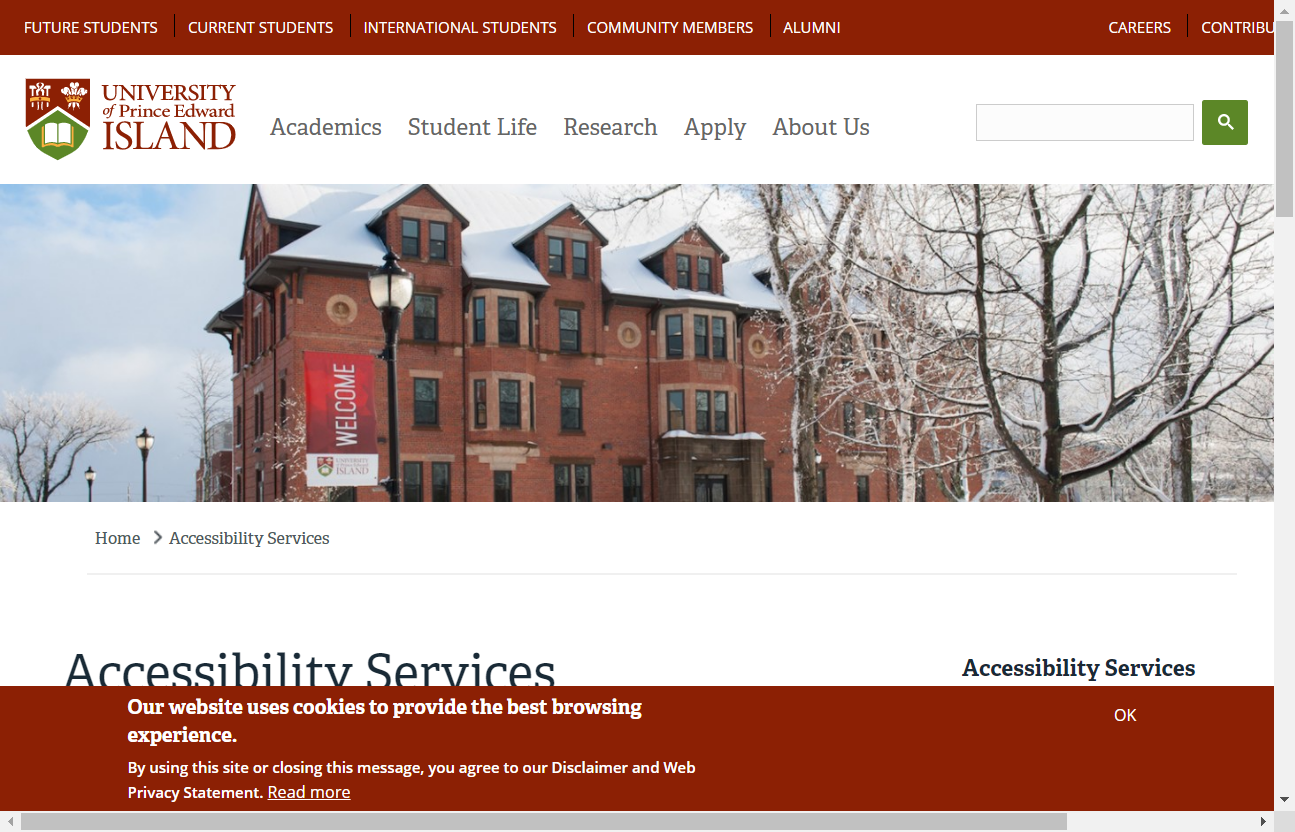 FUTURE STUDENTS
CURRENT STUDENTS
INTERNATIONAL STUDENTS
COMMUNITY MEMBERS
ALUMNI
CAREERS
CONTRIBU
UNIVERSITY
of Prince Edward
ISLAND
Academics
Student Life
Research
Apply
About Us
WELCOME
UNIVERSITY
of Prince Edward
ISLAND
Home
Accessibility Services
Accessibility Services
Accessibility Services
Our website uses cookies to provide the best browsing
experience.
By using this site or closing this message, you agree to our Disclaimer and Web
Privacy Statement. Read more
OK